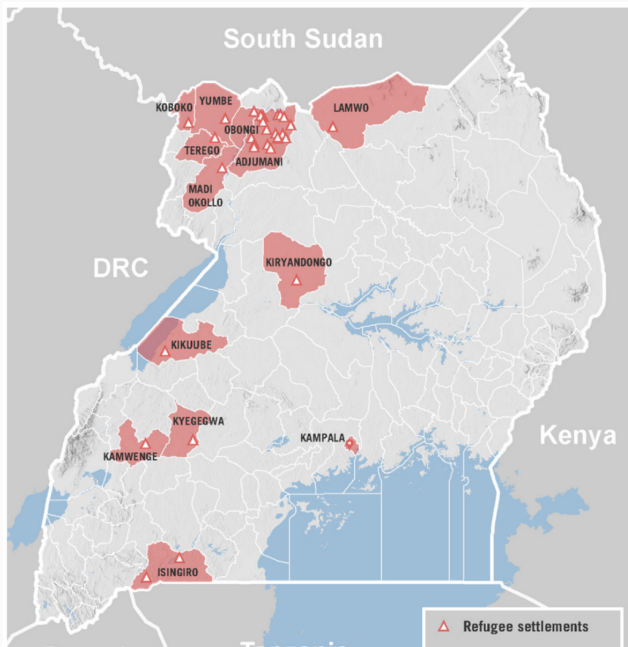 South Sudan
KOBOKO
YUMBE
LAMWO
OBONGI
TEREGO
ADJUMANI
MADI
OKOLLO
DRC
KIRYANDONGO
KIKUUBE
KYEGEGWA
KAMPALA
Kenya
KAMWENGE
ISINGIRO
Refugee settlements
Tanzania